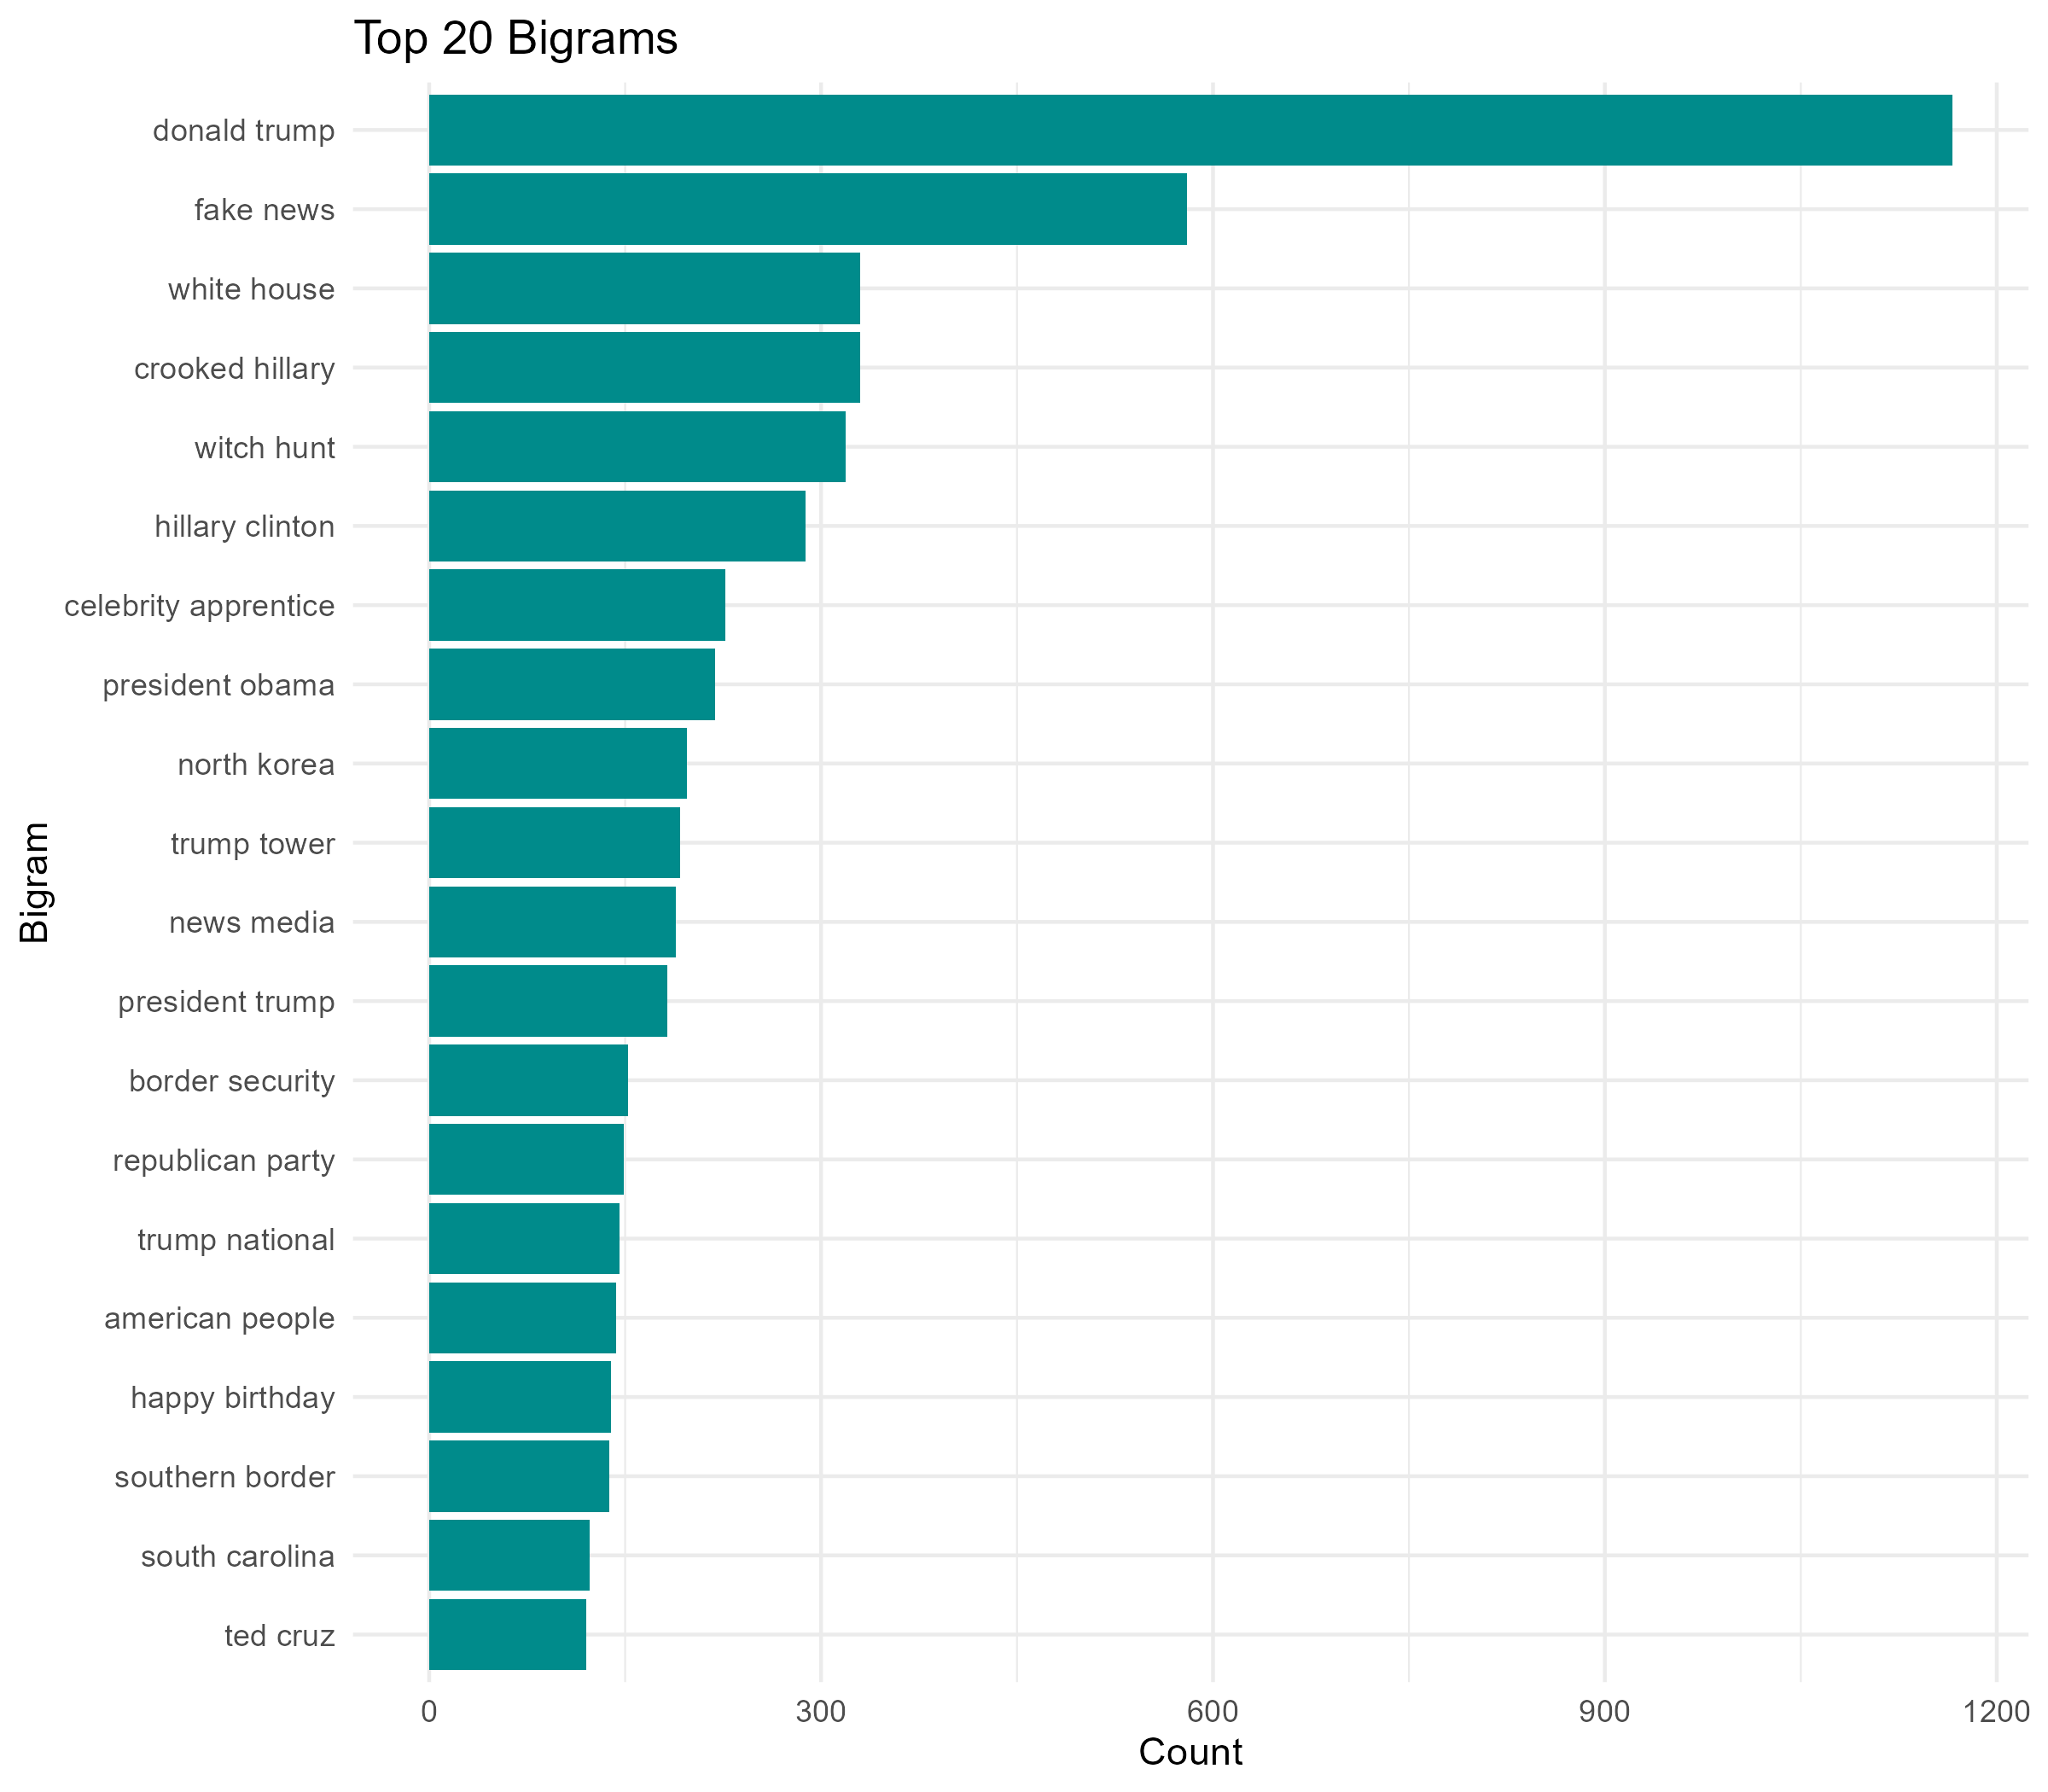 Top 20 Bigrams
donald trump
fake news
white house
crooked hillary
witch hunt
hillary clinton
celebrity apprentice
president obama
north korea
trump tower
news media
president trump
border security
republican party
trump national
american people
happy birthday
southern border
south carolina
ted cruz
Bigram
0 300 600 900 1200
Count